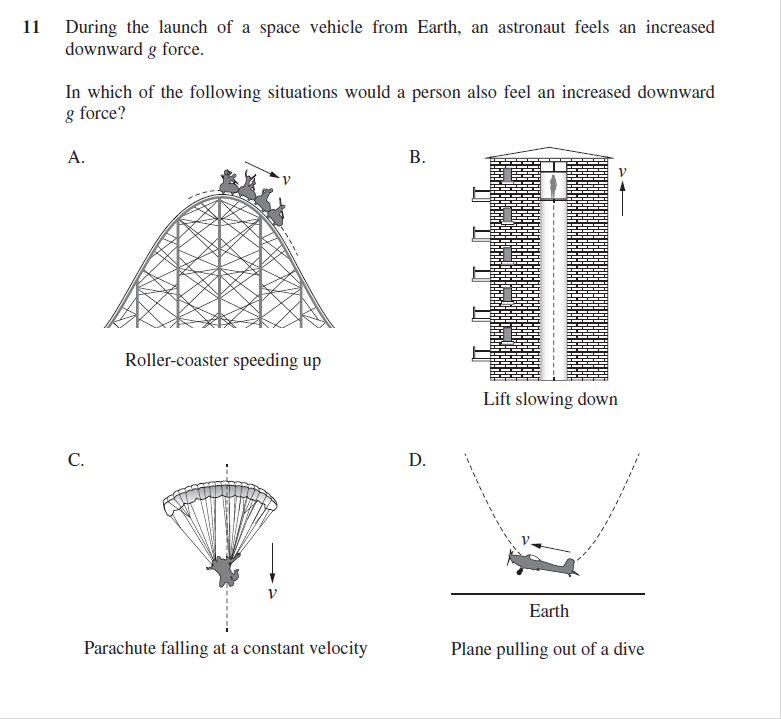 11 During the launch of a space vehicle from Earth, an astronaut feels an increased
downward g force.
In which of the following situations would a person also feel an increased downward
g force?
A.
v
Roller-coaster speeding up
B.
v
Lift slowing down
C.
v
Parachute falling at a constant velocity
D.
v
Earth
Plane pulling out of a dive